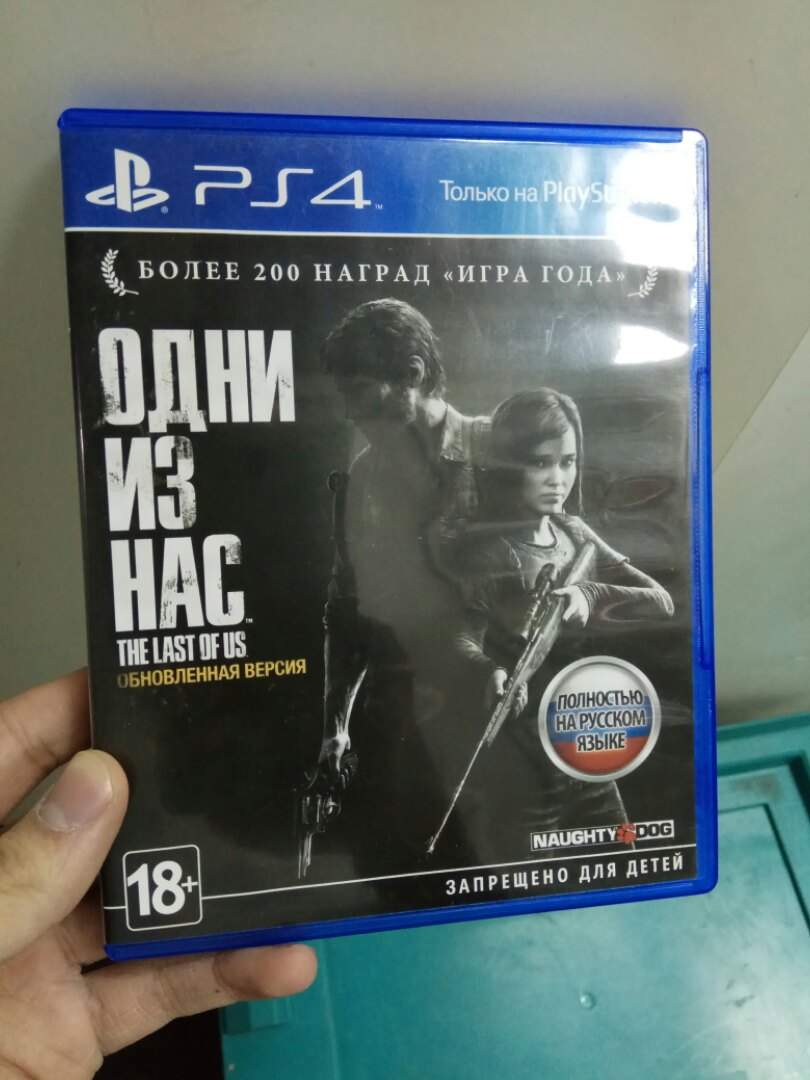 PS4
Только на
БОЛЕЕ 200 НАГРАД «ИГРА ГОДА»
ОДНИ
ИЗ
НАС
THE LAST OF US
ОБНОВЛЕННАЯ ВЕРСИЯ
ПОЛНОСТЬЮ
НА РУССКОМ
ЯЗЫКЕ
NAUGHTY DOG
18+
ЗАПРЕЩЕНО ДЛЯ ДЕТЕЙ